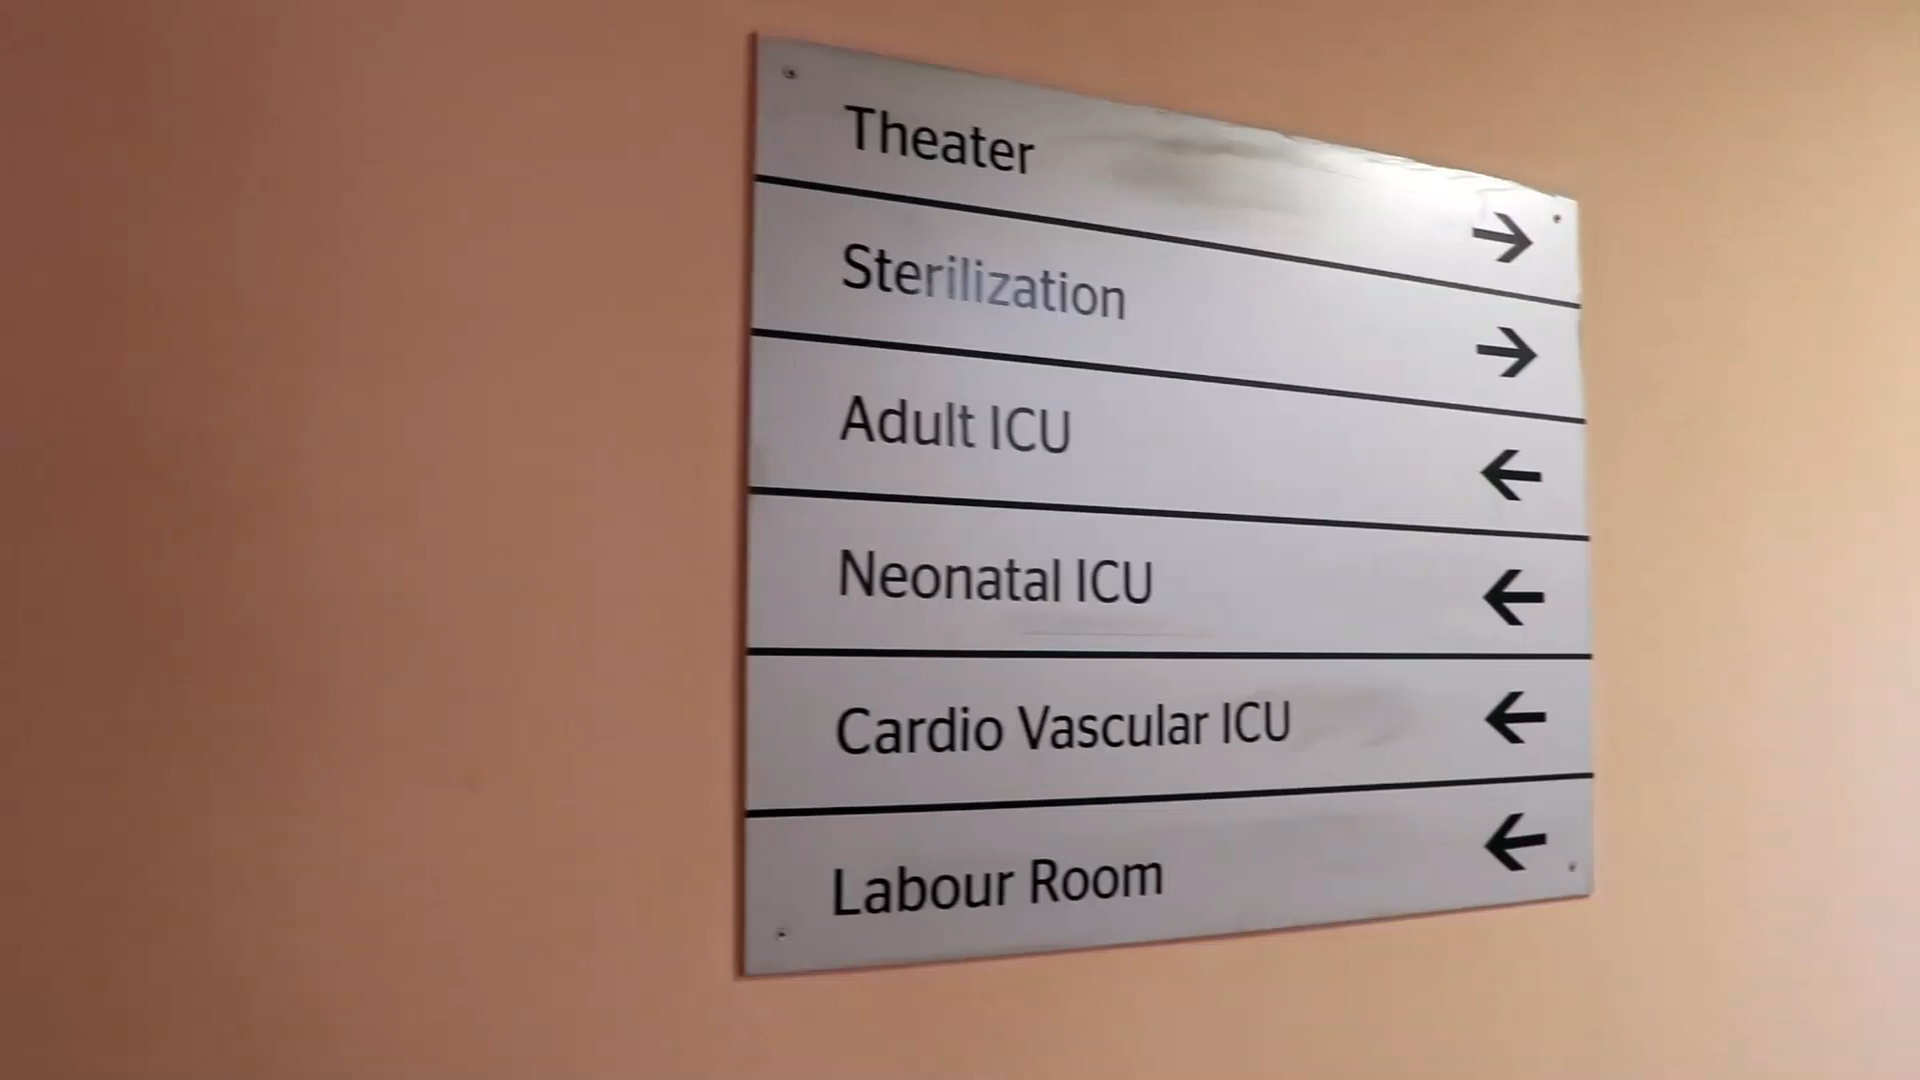 Theater →
Sterilization →
Adult ICU ←
Neonatal ICU ←
Cardio Vascular ICU ←
Labour Room ←